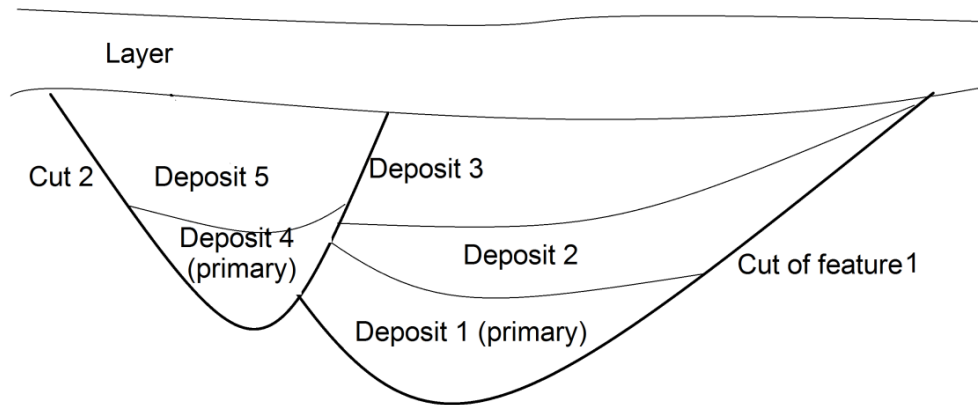 Layer
Cut 2
Deposit 5
Deposit 3
Deposit 4
(primary)
Deposit 2
Cut of feature 1
Deposit 1 (primary)